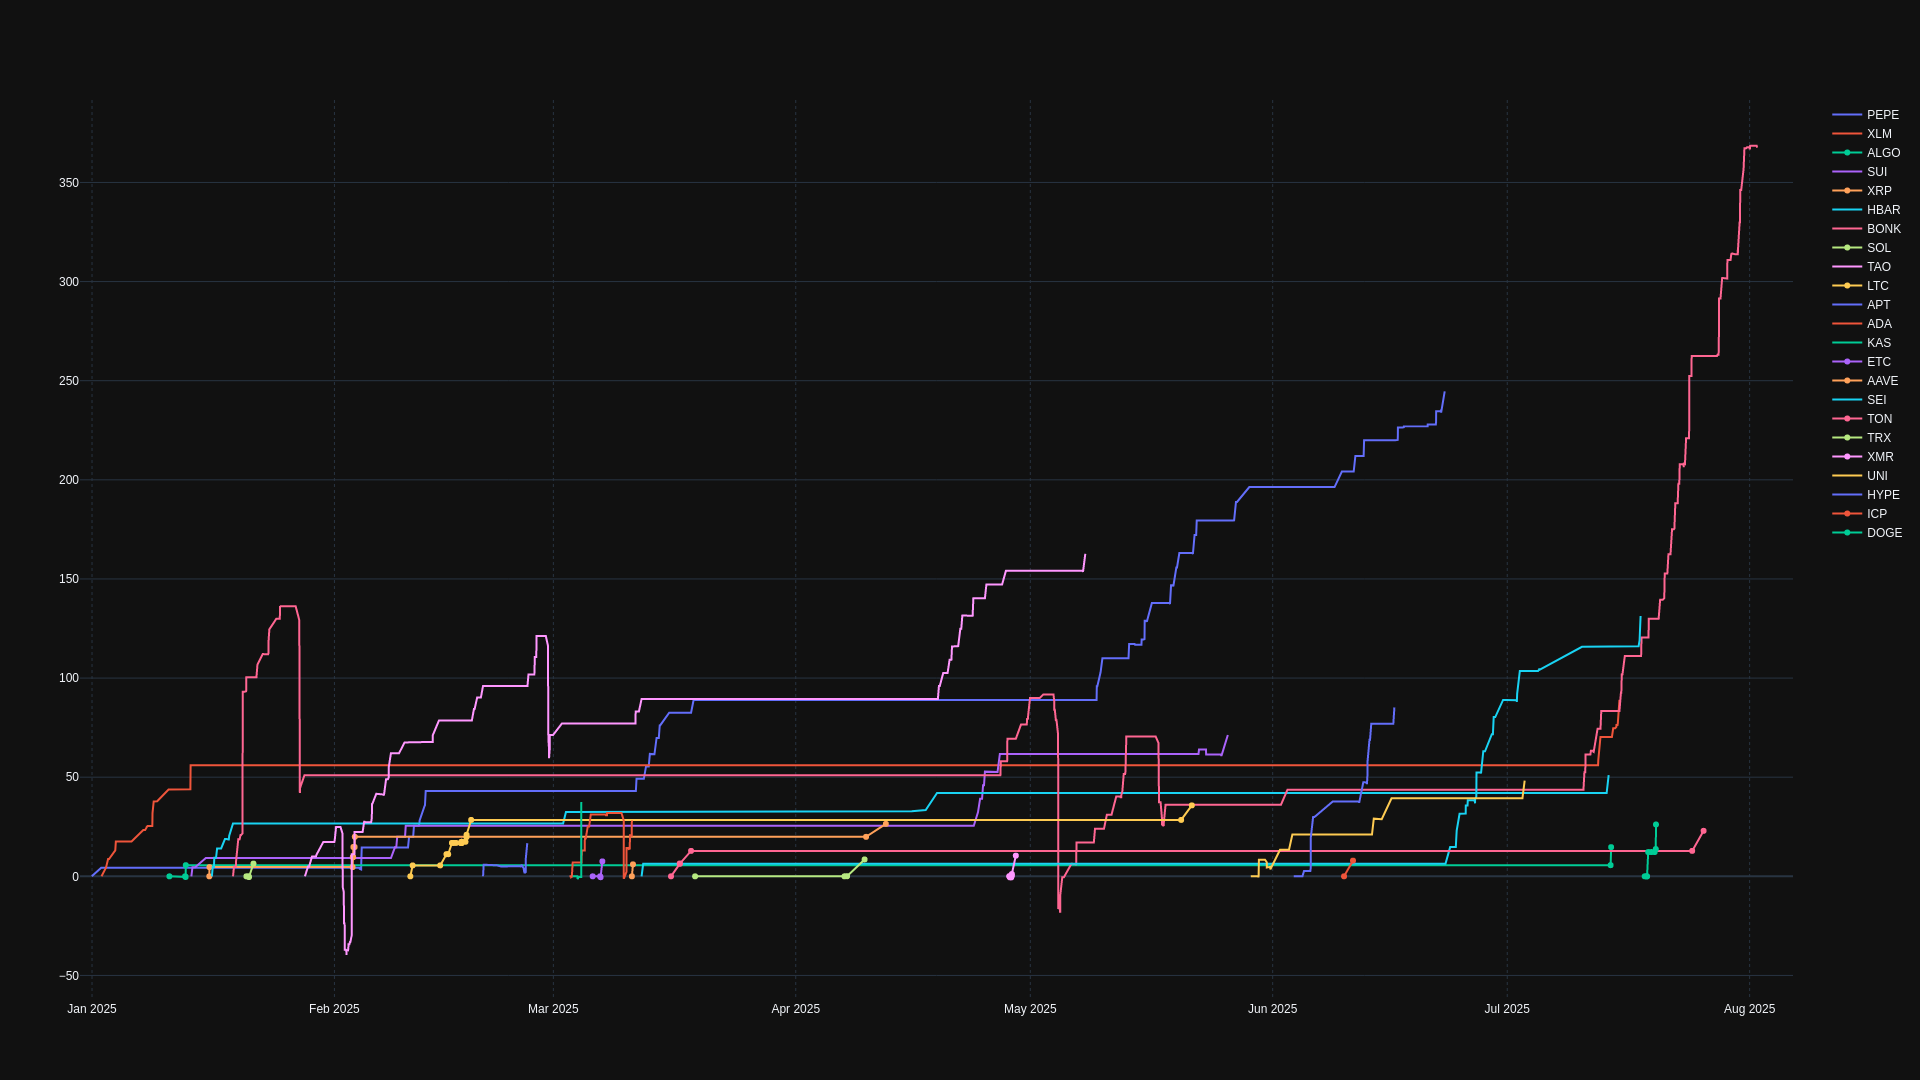 350
300
250
200
150
100
50
0
−50
Jan 2025
Feb 2025
Mar 2025
Apr 2025
May 2025
Jun 2025
Jul 2025
Aug 2025
PEPE
XLM
ALGO
SUI
XRP
HBAR
BONK
SOL
TAO
LTC
APT
ADA
KAS
ETC
AAVE
SEI
TON
TRX
XMR
UNI
HYPE
ICP
DOGE